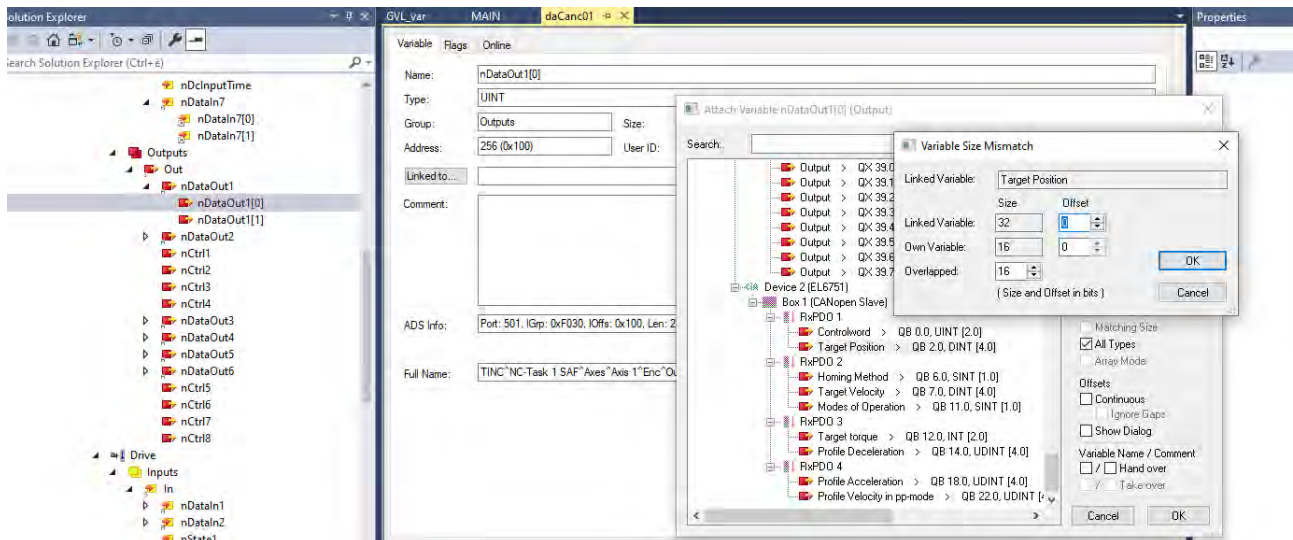 Solution Explorer
Search Solution Explorer (Ctrl+è)
nDcInputTime
nDataIn7
nDataIn7[0]
nDataIn7[1]
Outputs
Out
nDataOut1
nDataOut1[0]
nDataOut1[1]
nDataOut2
nCtrl1
nCtrl2
nCtrl3
nCtrl4
nDataOut3
nDataOut4
nDataOut5
nDataOut6
nCtrl5
nCtrl6
nCtrl7
nCtrl8
Drive
Inputs
In
nDataIn1
nDataIn2
nState1
GVL_var MAIN daCanc01
Variable Flags Online
Name: nDataOut1[0]
Type: UINT
Group: Outputs Size:
Address: 256 (0x100) User ID:
Linked to...
Comment:
ADS Info: Port: 501, IGrp: 0xF030, IOffs: 0x100, Len: 2
Full Name: TINC^NC-Task 1 SAF^Axes^Axis 1^Enc^Ou
Attach Variable nDataOut1[0] (Output)
Search:
Output > QX 39.0
Output > QX 39.1
Output > QX 39.2
Output > QX 39.3
Output > QX 39.4
Output > QX 39.5
Output > QX 39.6
Output > QX 39.7
Device 2 (EL6751)
Box 1 (CANopen Slave)
RxPDO 1
Controlword > QB 0.0, UINT [2.0]
Target Position > QB 2.0, DINT [4.0]
RxPDO 2
Homing Method > QB 6.0, SINT [1.0]
Target Velocity > QB 7.0, DINT [4.0]
Modes of Operation > QB 11.0, SINT [1.0]
RxPDO 3
Target torque > QB 12.0, INT [2.0]
Profile Deceleration > QB 14.0, UDINT [4.0]
RxPDO 4
Profile Acceleration > QB 18.0, UDINT [4.0]
Profile Velocity in pp-mode > QB 22.0, UDINT [
Variable Size Mismatch
Linked Variable: Target Position
Size Offset
Linked Variable: 32 0
Own Variable: 16 0
Overlapped: 16
( Size and Offset in bits )
OK
Cancel
Matching Size
All Types
Array Mode
Offsets
Continuous
Ignore Gaps
Show Dialog
Variable Name / Comment
/ Hand over
/ Take over
Cancel OK
Properties